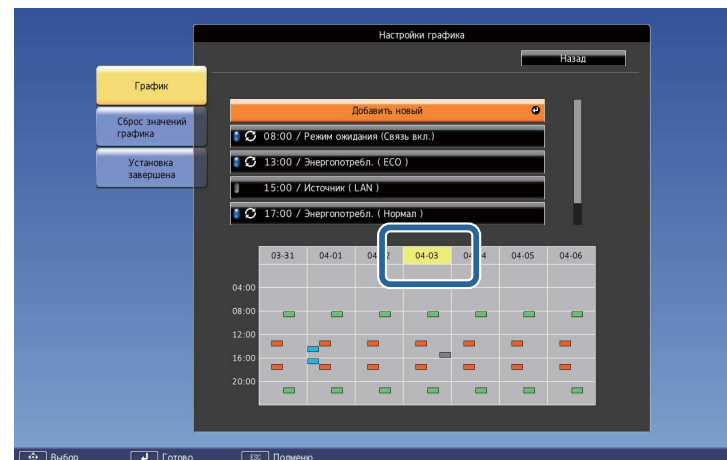 Настройки графика
Назад
График
Сброс значений
графика
Установка
завершена
Добавить новый
08:00 / Режим ожидания (Связь вкл.)
13:00 / Энергопотребл. ( ECO )
15:00 / Источник ( LAN )
17:00 / Энергопотребл. ( Нормал )
03-31 04-01 04-03 04-05 04-06
04:00
08:00
12:00
16:00
20:00
Выбор Готово ESC Подменю